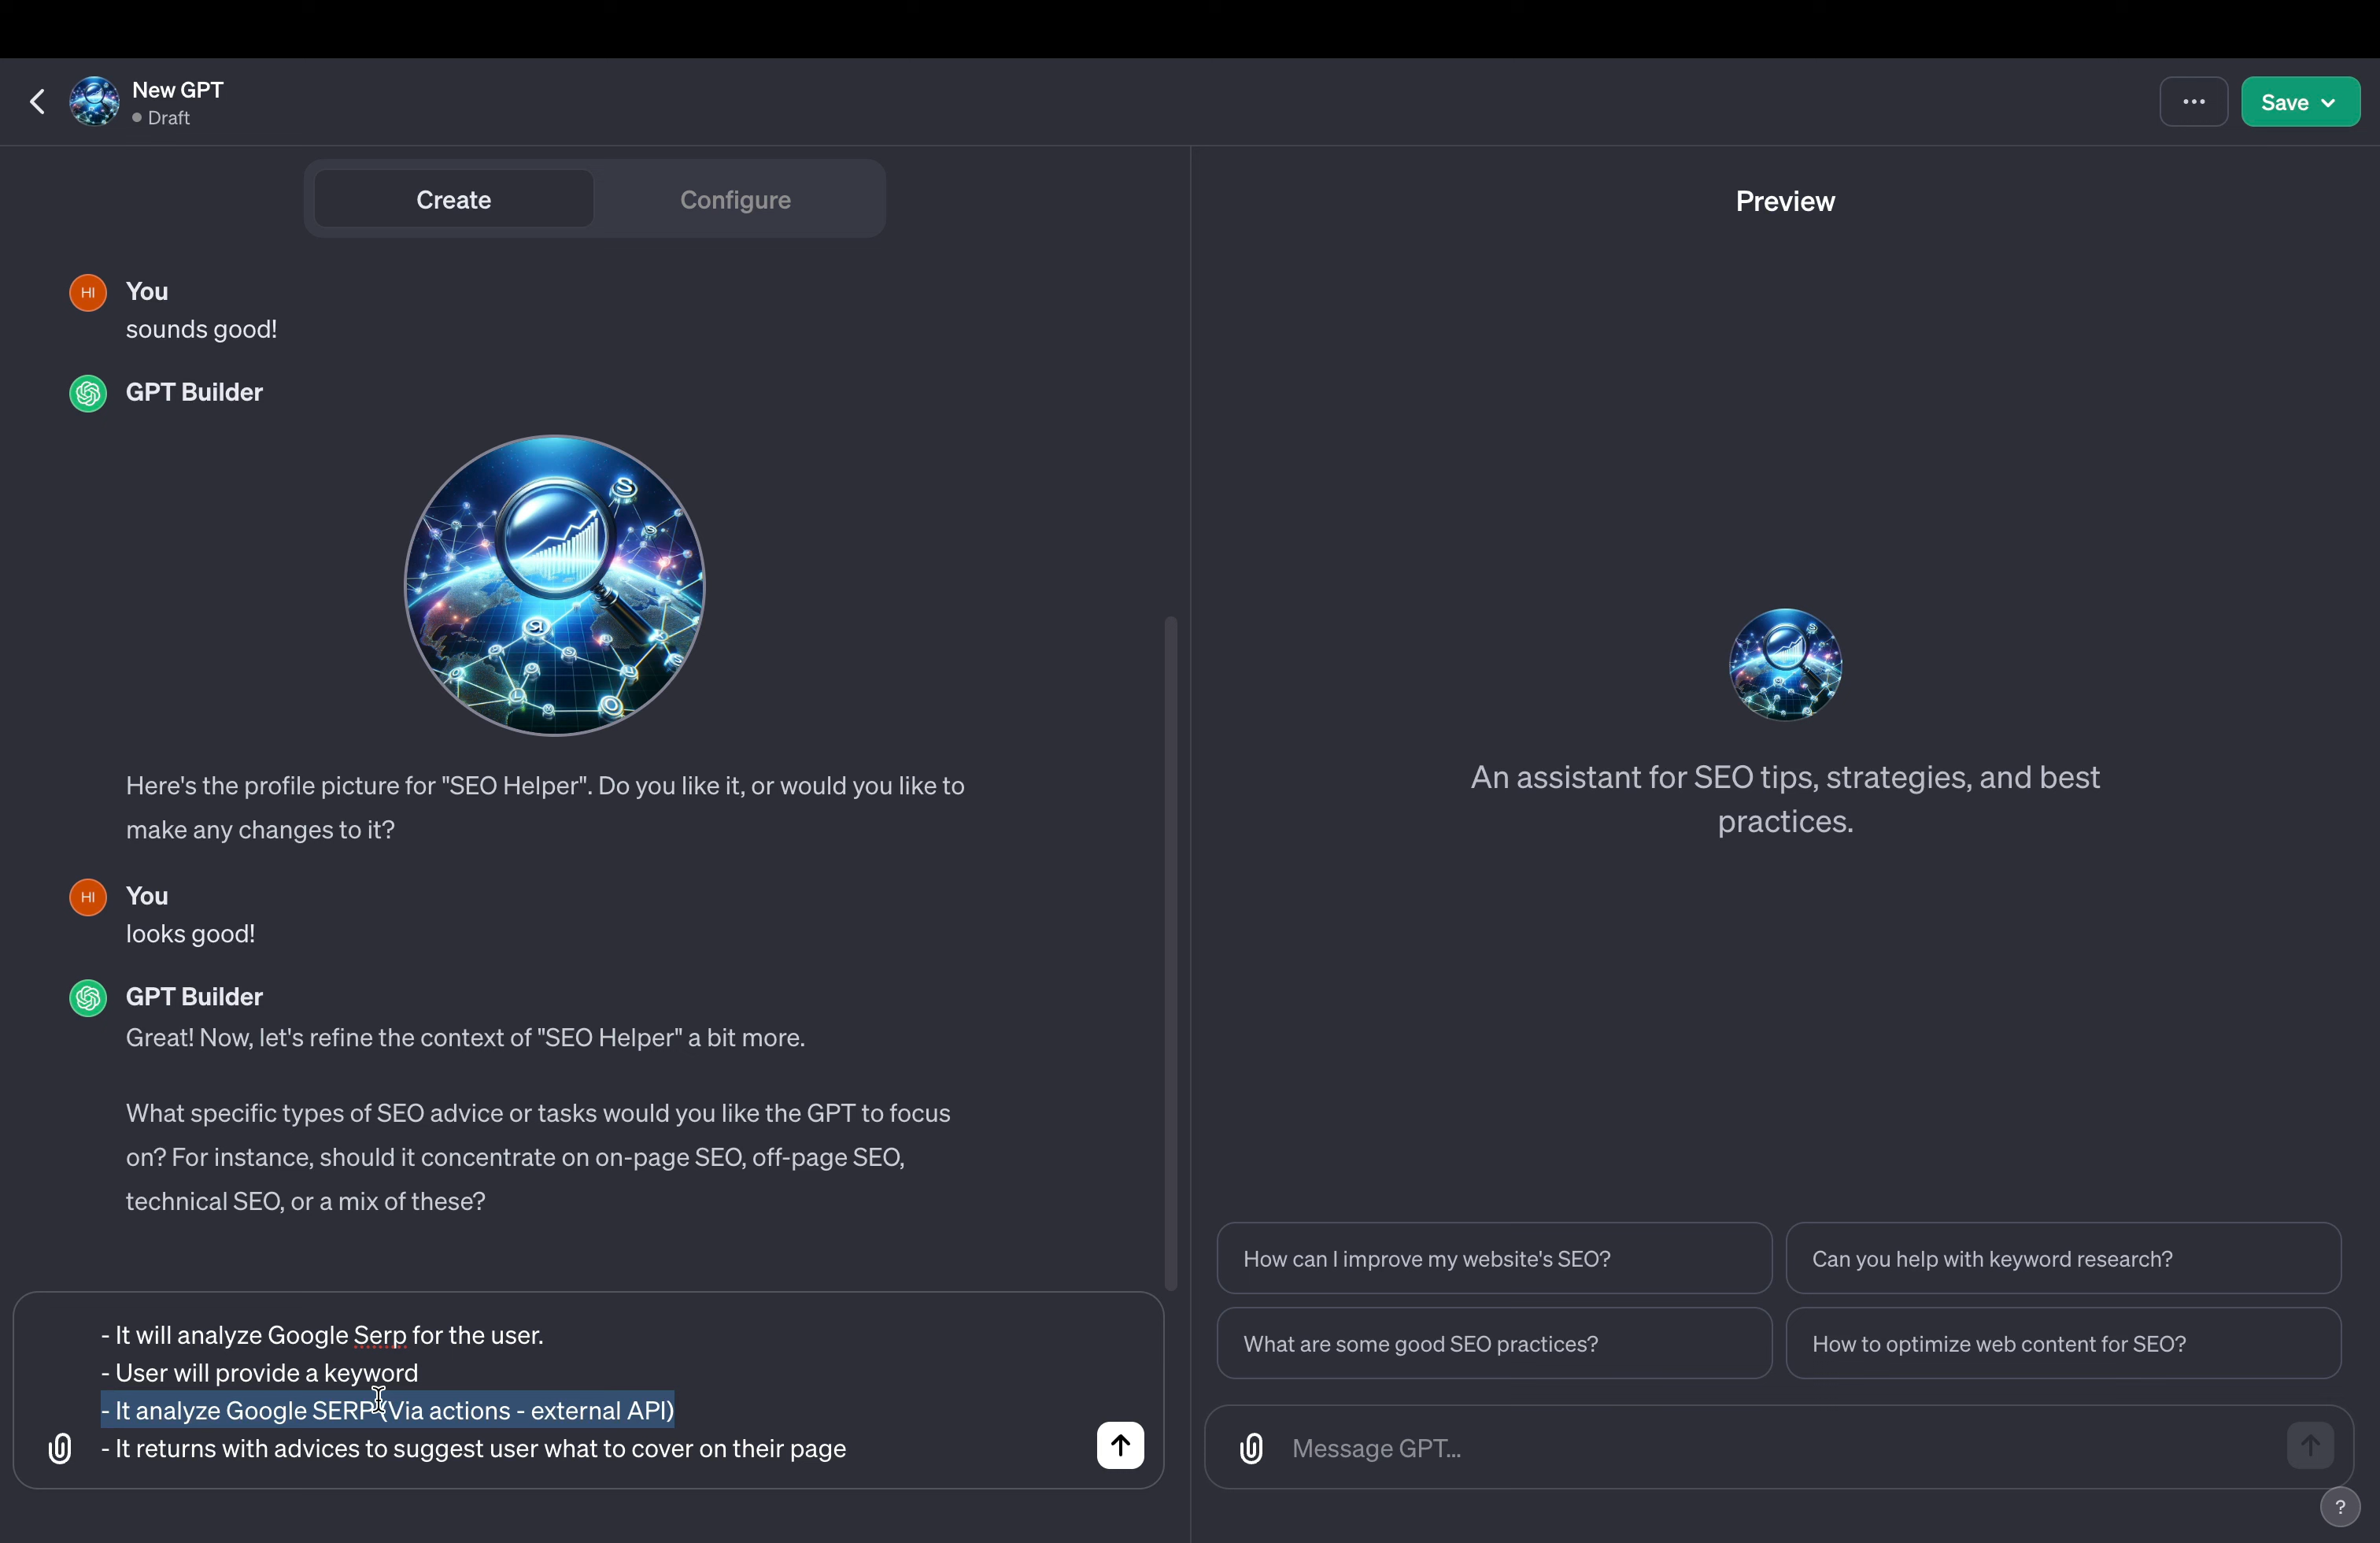 New GPT
Draft
Save
Create
Configure
Preview
HI
You
sounds good!
GPT Builder
Here's the profile picture for "SEO Helper". Do you like it, or would you like to
make any changes to it?
HI
You
looks good!
GPT Builder
Great! Now, let's refine the context of "SEO Helper" a bit more.
What specific types of SEO advice or tasks would you like the GPT to focus
on? For instance, should it concentrate on on-page SEO, off-page SEO,
technical SEO, or a mix of these?
- It will analyze Google Serp for the user.
- User will provide a keyword
- It analyze Google SERP (Via actions - external API)
- It returns with advices to suggest user what to cover on their page
An assistant for SEO tips, strategies, and best
practices.
How can I improve my website's SEO?
Can you help with keyword research?
What are some good SEO practices?
How to optimize web content for SEO?
Message GPT...
?